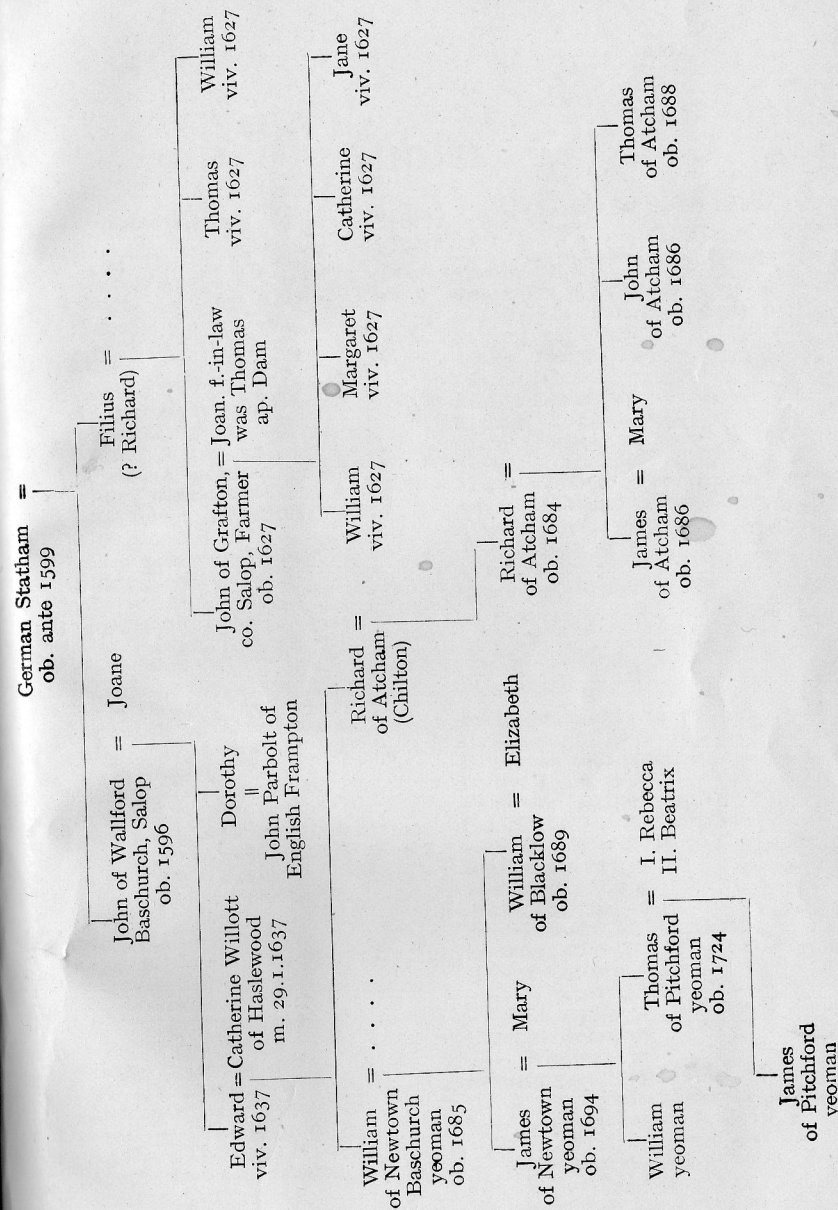 German Statham =
ob. ante 1599
John of Wallford = Joane
Baschurch, Salop
ob. 1596
Filius = . . . .
(? Richard)
Edward = Catherine Willott
viv. 1637
of Haslewood
m. 29.1.1637
Dorothy
=
John Parbolt of
English Frampton
John of Grafton, = Joan. f.-in-law
co. Salop, Farmer
ob. 1627
was Thomas
ap. Dam
Thomas
viv. 1627
William
viv. 1627
William = . . . .
of Newtown
Baschurch
yeoman
ob. 1685
Richard =
of Atcham
(Chilton)
William
viv. 1627
Margaret
viv. 1627
Catherine
viv. 1627
Jane
viv. 1627
James = Mary
of Newtown
yeoman
ob. 1694
William = Elizabeth
of Blacklow
ob. 1689
Richard =
of Atcham
ob. 1684
William
yeoman
Thomas = I. Rebecca
II. Beatrix
of Pitchford
yeoman
ob. 1724
James = Mary
of Atcham
ob. 1686
John
of Atcham
ob. 1686
Thomas
of Atcham
ob. 1688
James
of Pitchford
yeoman